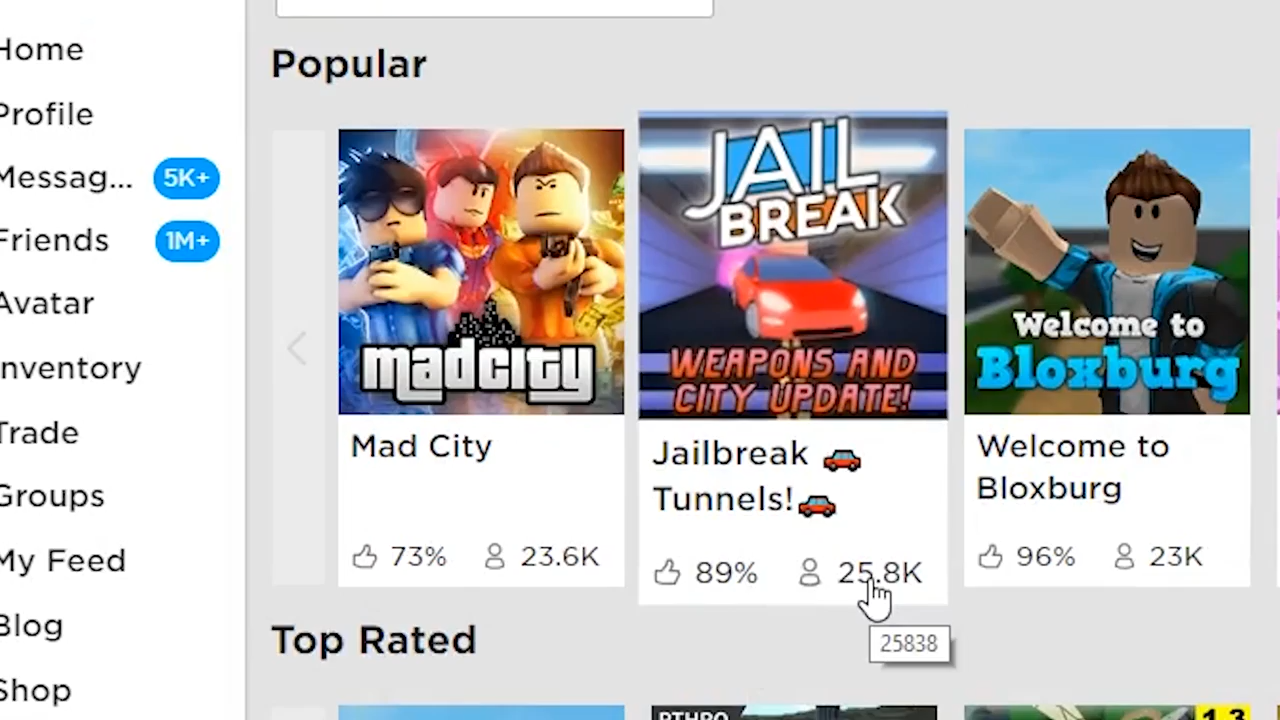 Home
Profile
Messag... 5K+
Friends 1M+
Avatar
Inventory
Trade
Groups
My Feed
Blog
Shop
Popular
madcity
Mad City
73% 23.6K
JAIL
BREAK
WEAPONS AND
CITY UPDATE!
Jailbreak 🚗
Tunnels!🚗
89% 25.8K
25838
Welcome to
Bloxburg
Welcome to
Bloxburg
96% 23K
Top Rated
RTHRO